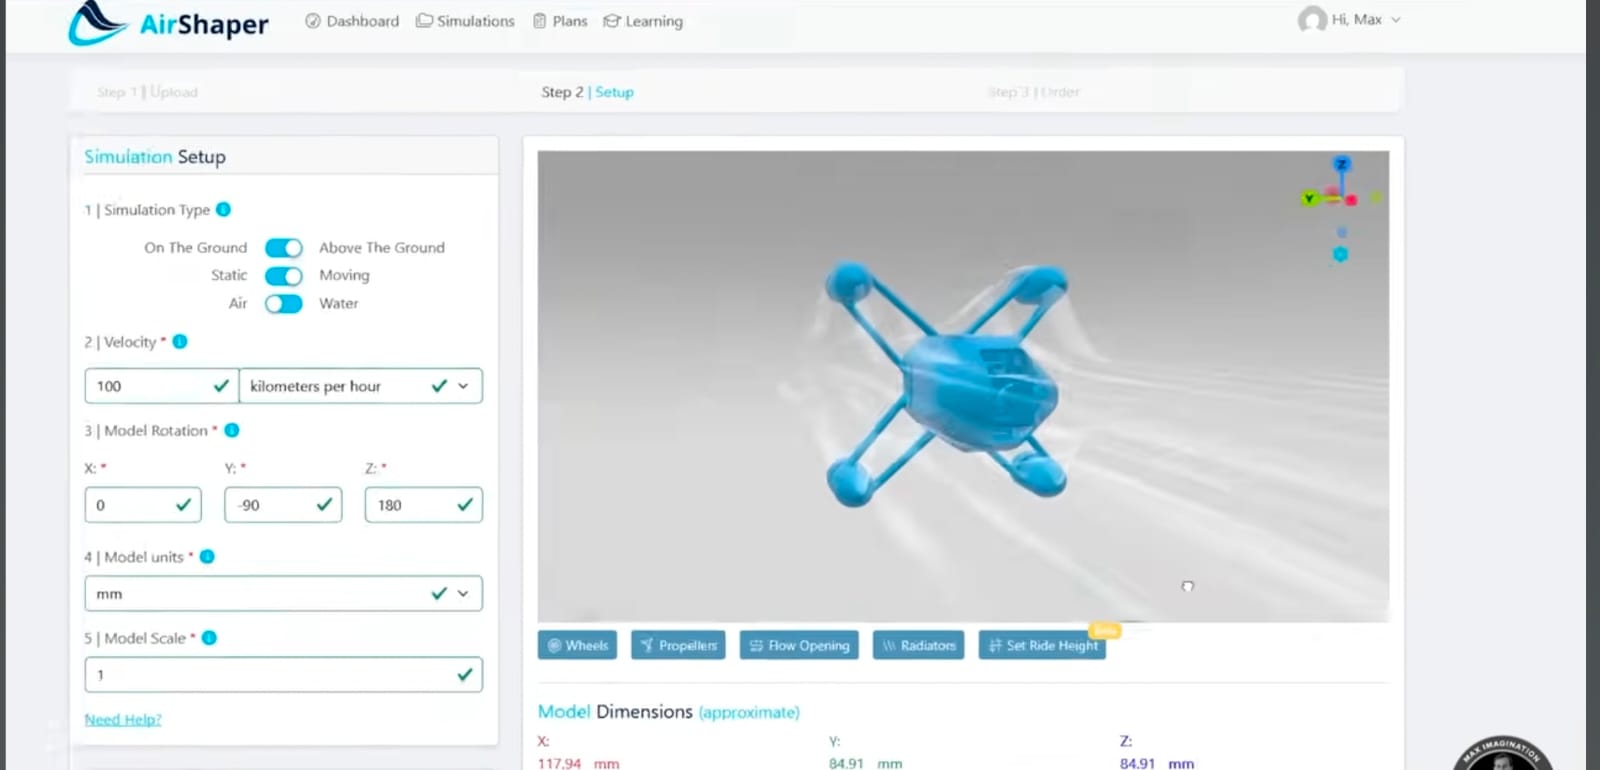 AirShaper Dashboard Simulations Plans Learning Hi, Max
Step 1 | Upload Step 2 | Setup Step 3 | Order
Simulation Setup
1 | Simulation Type
On The Ground Above The Ground
Static Moving
Air Water
2 | Velocity *
100 kilometers per hour
3 | Model Rotation *
X: * Y: * Z: *
0 -90 180
4 | Model units *
mm
5 | Model Scale *
1
Need Help?
Z
Y
Beta
Wheels Propellers Flow Opening Radiators Set Ride Height
Model Dimensions (approximate)
X: Y: Z:
117.94 mm 84.91 mm 84.91 mm
MAX IMAGINATION